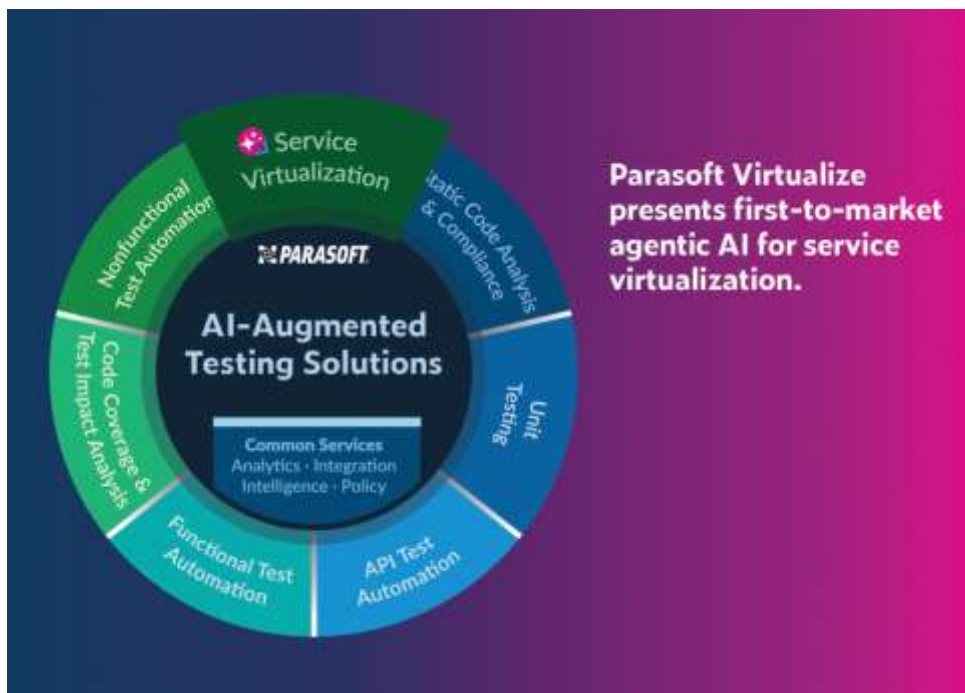 Service
Virtualization
Static Code Analysis
& Compliance
Unit
Testing
API Test
Automation
Functional Test
Automation
Code Coverage &
Test Impact Analysis
Nonfunctional
Test Automation
PARASOFT
AI-Augmented
Testing Solutions
Common Services
Analytics · Integration
Intelligence · Policy
Parasoft Virtualize
presents first-to-market
agentic AI for service
virtualization.